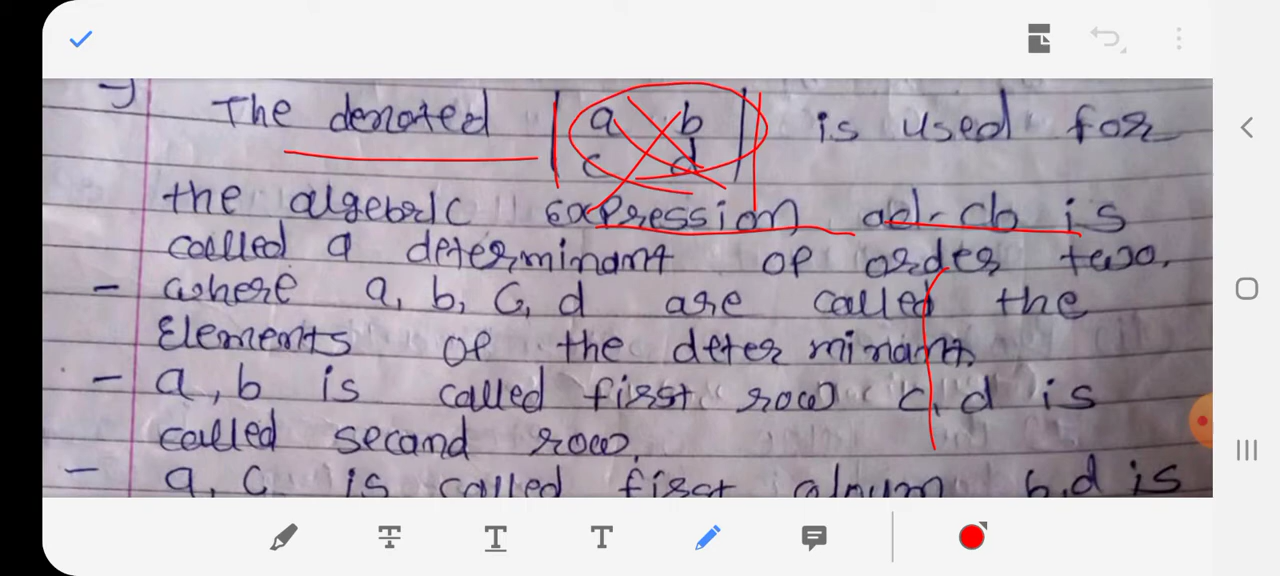 The denoted | a b |  is used for
| c d |
the algebric expression ad-cb is
called a determinant of order two.
- where a, b, c, d are called the
Elements of the determinant.
- a, b is called first row c, d is
called second row.
- a, c is called first b, d is
T T T